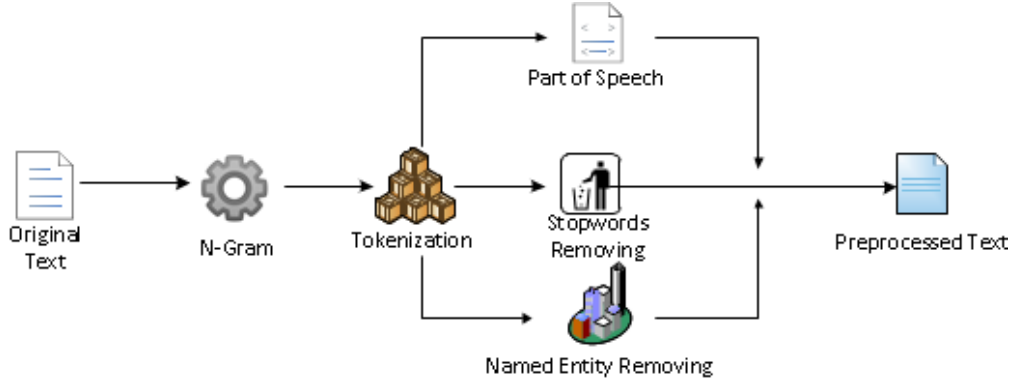 Part of Speech
Original
Text
N-Gram
Tokenization
Stopwords
Removing
Preprocessed Text
Named Entity Removing